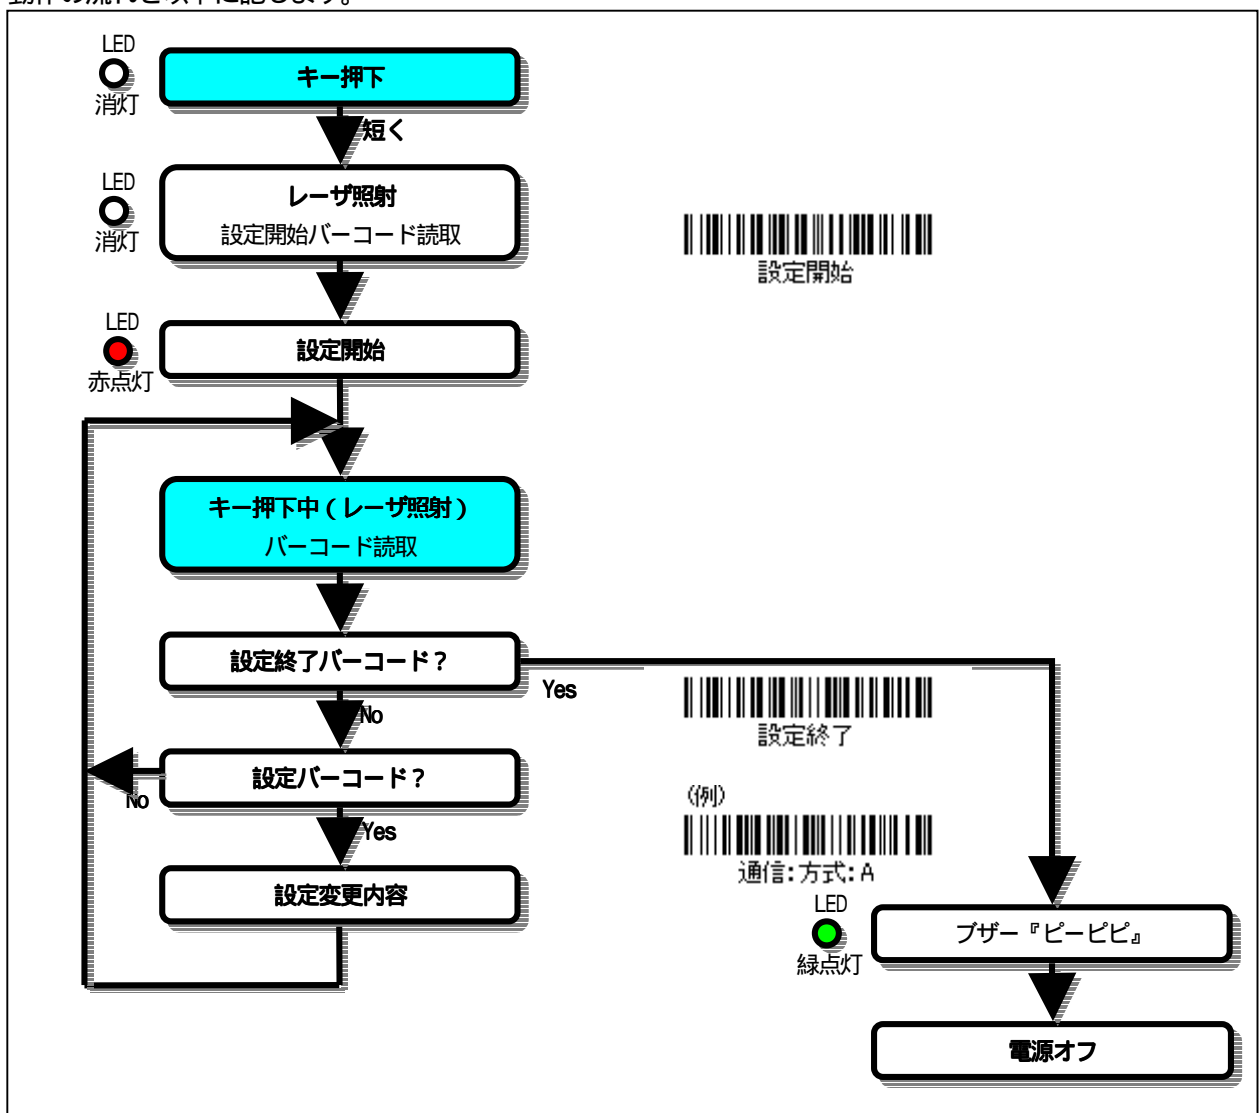 動作の流れを以下に記します。
LED
消灯
キー押下
短く
LED
消灯
レーザ照射
設定開始バーコード読取
設定開始
LED
赤点灯
設定開始
キー押下中(レーザ照射)
バーコード読取
設定終了バーコード?
Yes
No
設定終了
設定バーコード?
No
Yes
(例)
通信:方式:A
設定変更内容
LED
緑点灯
ブザー『ピーピピ』
電源オフ